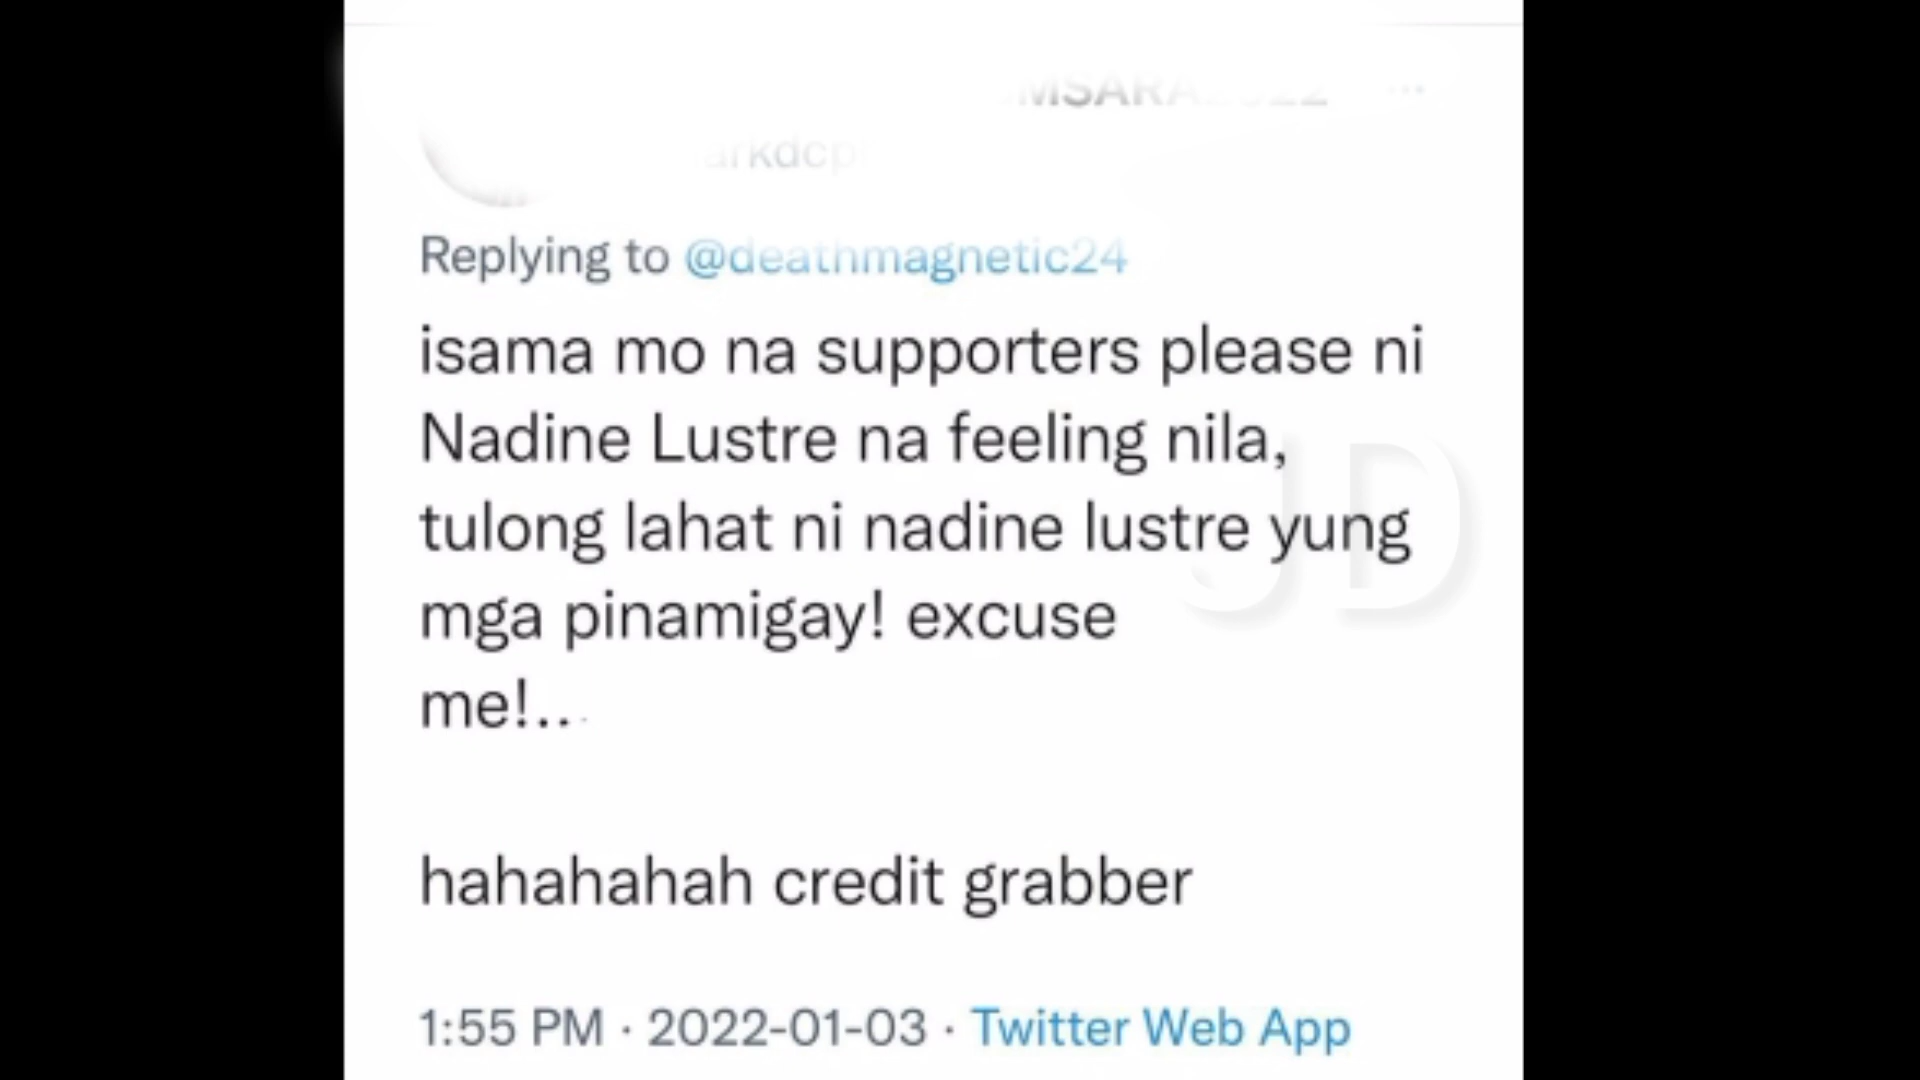 Replying to @deathmagnetic24
isama mo na supporters please ni
Nadine Lustre na feeling nila,
tulong lahat ni nadine lustre yung
mga pinamigay! excuse
me!..
hahahahah credit grabber
1:55 PM · 2022-01-03 · Twitter Web App
JD